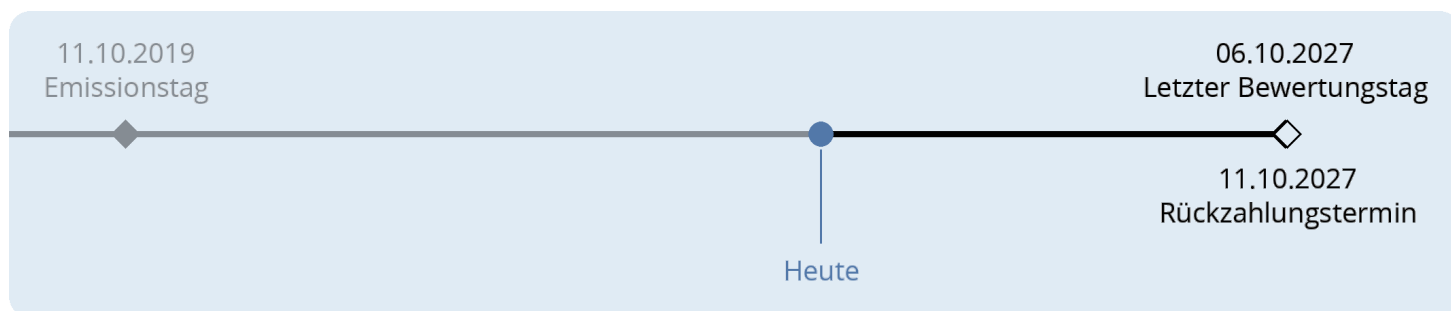 11.10.2019
Emissionstag
06.10.2027
Letzter Bewertungstag
11.10.2027
Rückzahlungstermin
Heute